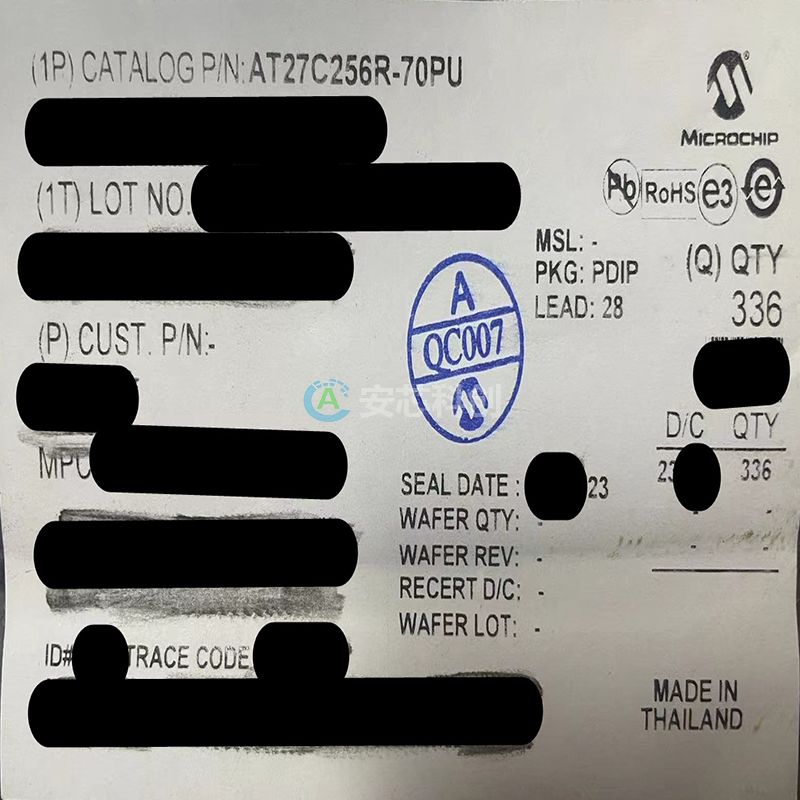 (1P) CATALOG P/N: AT27C256R-70PU
MICROCHIP
(1T) LOT NO.
Pb RoHS e3 e
MSL: -
PKG: PDIP
LEAD: 28
(Q) QTY
336
(P) CUST. P/N:-
A
QC007
安芯科创
D/C QTY
23 336
- -
- -
MPC
SEAL DATE : 23
WAFER QTY: -
WAFER REV: -
RECERT D/C: -
WAFER LOT: -
ID# TRACE CODE
MADE IN
THAILAND